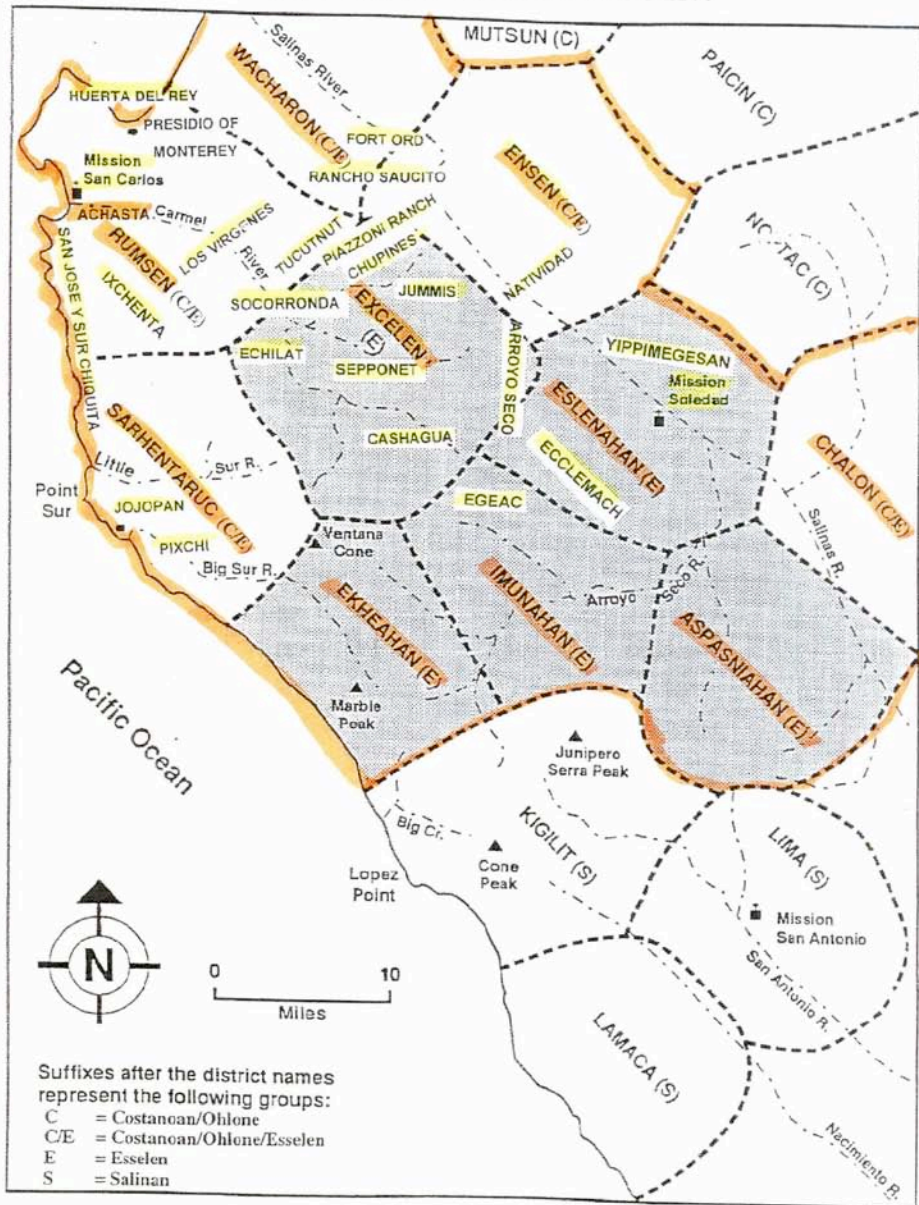 MUTSUN (C)
PAICIN (C)
Salinas River
WACHARON (C/E)
HUERTA DEL REY
PRESIDIO OF
MONTEREY
FORT ORD
RANCHO SAUCITO
ENSEN (C/E)
Mission
San Carlos
ACHASTA
Carmel
River
RUMSEN (C/E)
LOS VIRGENES
TUCUTNUT
PIAZZONI RANCH
CHUPINES
NATIVIDAD
SAN JOSE Y SUR CHIQUITA
IXCHENTA
SOCORRONDA
JUMMIS
EXCELEN
(E)
ECHILAT
SEPPONET
ARROYO SECO
YIPPIMEGESAN
Mission
Soledad
ESLENAHAN (E)
ECCLEMACH
CASHAGUA
EGEAC
CHALON (C/E)
Salinas R.
SARHENTARUC (C/E)
Little
Sur R.
Point
Sur
JOJOPAN
PIXCHI
Big Sur R.
Ventana
Cone
EKHEAHAN (E)
IMUNAHAN (E)
Arroyo
Seco R.
ASPASNIAHAN (E)
Marble
Peak
Pacific Ocean
Junipero
Serra Peak
Big Cr.
KIGILIT (S)
Cone
Peak
Lopez
Point
LIMA (S)
Mission
San Antonio
San Antonio R.
LAMACA (S)
Nacimiento R.
N
0 10
Miles
Suffixes after the district names
represent the following groups:
C = Costanoan/Ohlone
C/E = Costanoan/Ohlone/Esselen
E = Esselen
S = Salinan